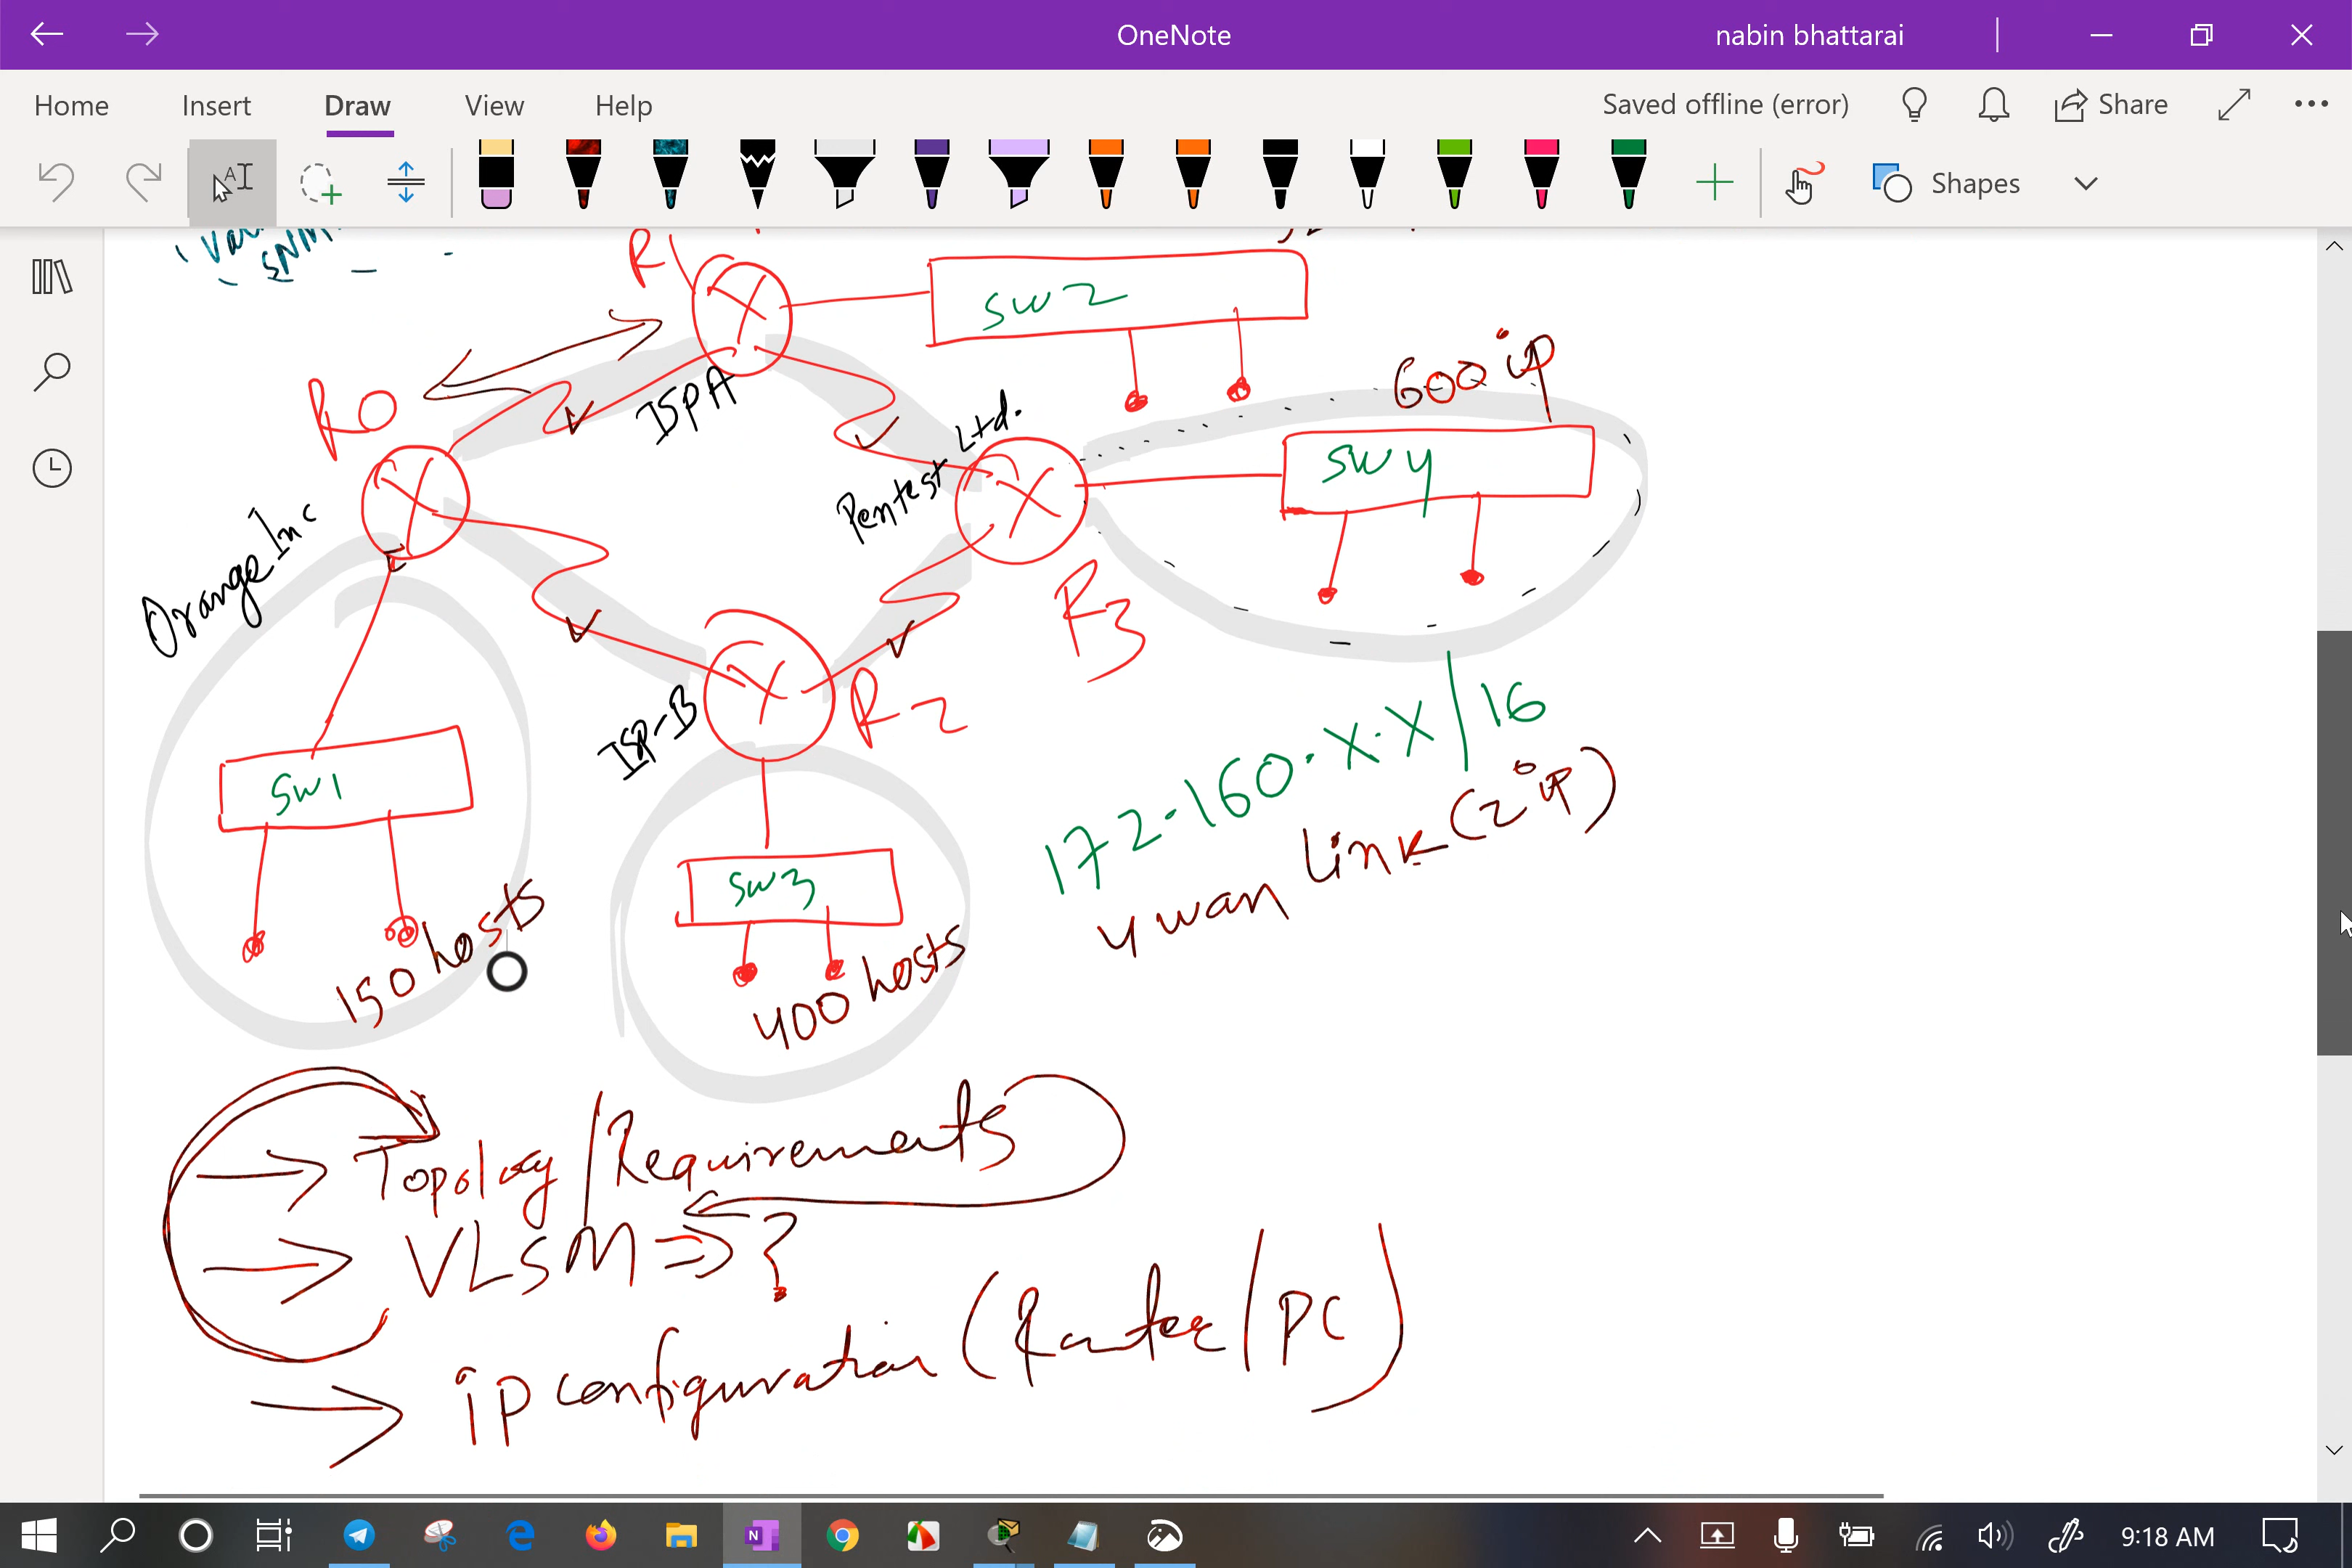 OneNote
nabin bhattarai
Home Insert Draw View Help
Saved offline (error)
Share
Shapes
SW2
600 ip
R0
ISPA
Pentest Ltd.
SW4
Orange Inc
R3
ISP-B
R2
172.160.X.X/16
SW1
4 wan link (2 iP)
SW3
150 hosts
400 hosts
Topology/Requirements
VLSM => ?
ip configuration (Router/PC)
9:18 AM